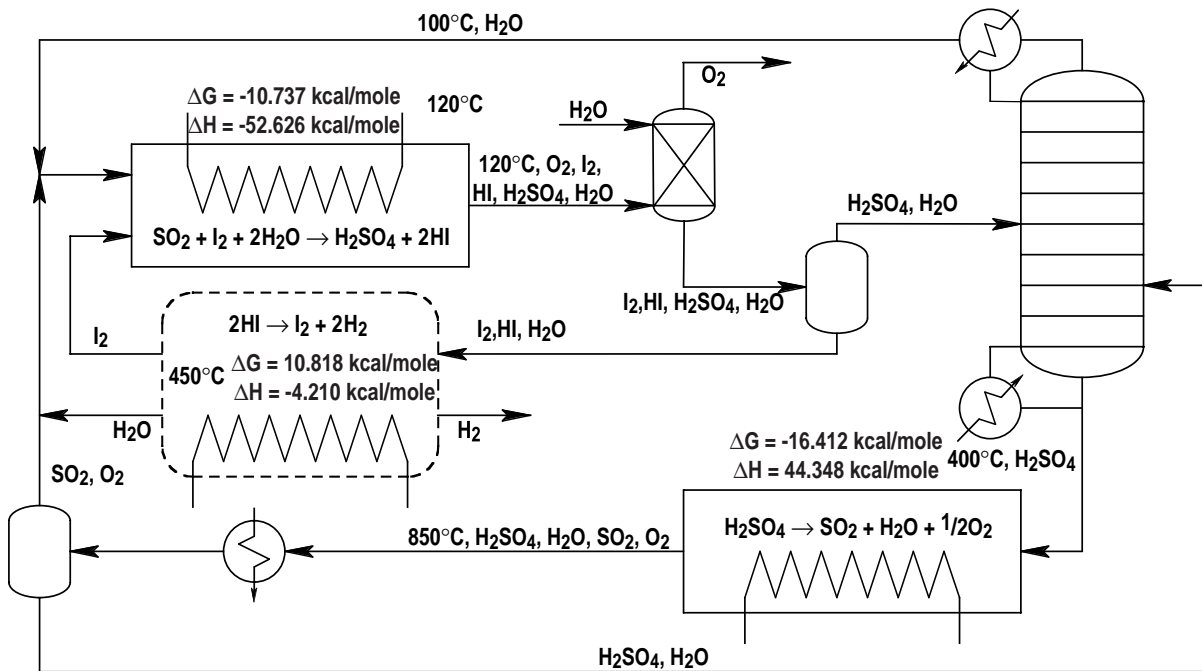 100°C, H2O
O2
ΔG = -10.737 kcal/mole
ΔH = -52.626 kcal/mole
120°C
H2O
120°C, O2, I2,
HI, H2SO4, H2O
SO2 + I2 + 2H2O → H2SO4 + 2HI
H2SO4, H2O
I2,HI, H2SO4, H2O
2HI → I2 + 2H2
I2,HI, H2O
I2
450°C
ΔG = 10.818 kcal/mole
ΔH = -4.210 kcal/mole
H2O
H2
ΔG = -16.412 kcal/mole
ΔH = 44.348 kcal/mole
400°C, H2SO4
SO2, O2
H2SO4 → SO2 + H2O + 1/2O2
850°C, H2SO4, H2O, SO2, O2
H2SO4, H2O